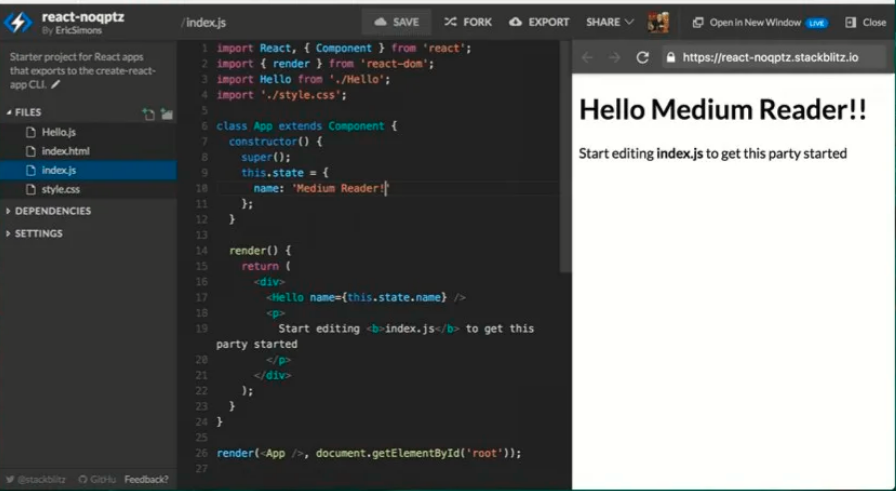 react-noqptz
By EricSimons
/index.js
SAVE
FORK
EXPORT
SHARE
Open in New Window LIVE
Close
Starter project for React apps
that exports to the create-react-
app CLI.
FILES
Hello.js
index.html
index.js
style.css
DEPENDENCIES
SETTINGS
@stackblitz
GitHu
Feedback?
1 import React, { Component } from 'react';
2 import { render } from 'react-dom';
3 import Hello from './Hello';
4 import './style.css';
5
6 class App extends Component {
7 constructor() {
8 super();
9 this.state = {
10 name: 'Medium Reader!'
11 };
12 }
13
14 render() {
15 return (
16 <div>
17 <Hello name={this.state.name} />
18 <p>
19 Start editing <b>index.js</b> to get this
party started
20 </p>
21 </div>
22 );
23 }
24 }
25
26 render(<App />, document.getElementById('root'));
27
https://react-noqptz.stackblitz.io
Hello Medium Reader!!
Start editing index.js to get this party started